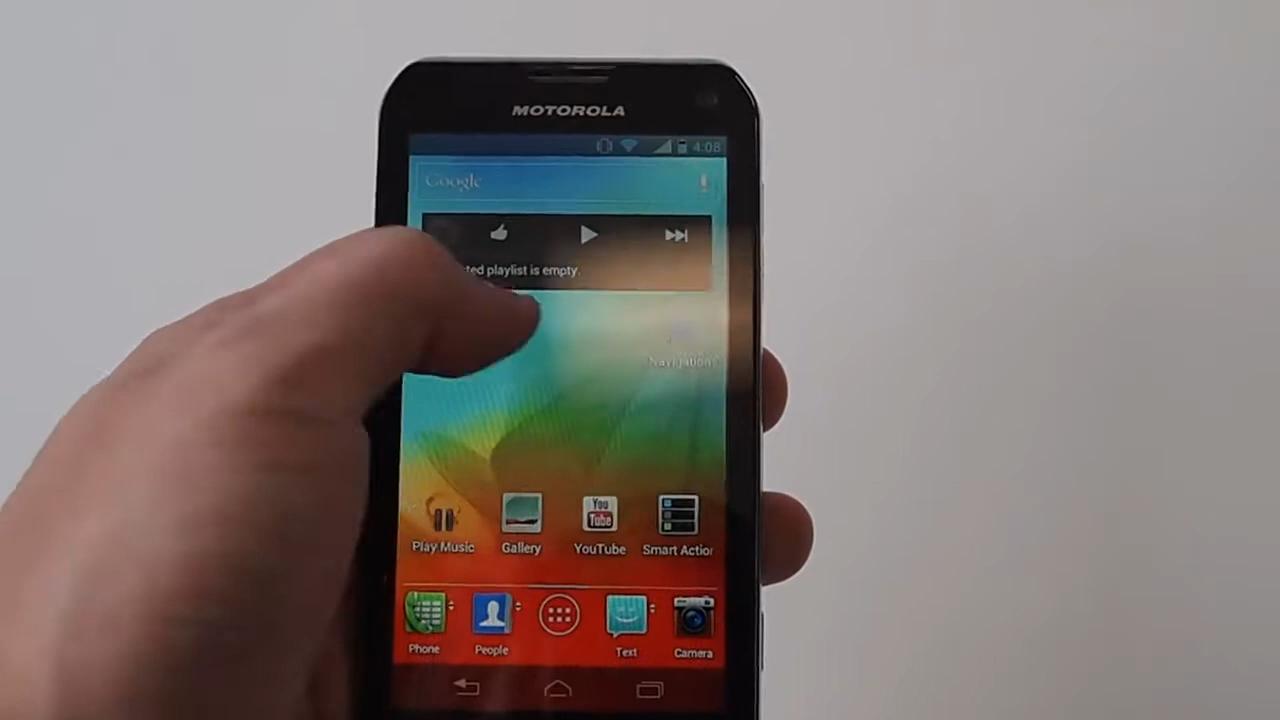 MOTOROLA
4:08
Google
ted playlist is empty.
Navigation
Play Music
Gallery
You
Tube
YouTube
Smart Action
Phone
People
Text
Camera